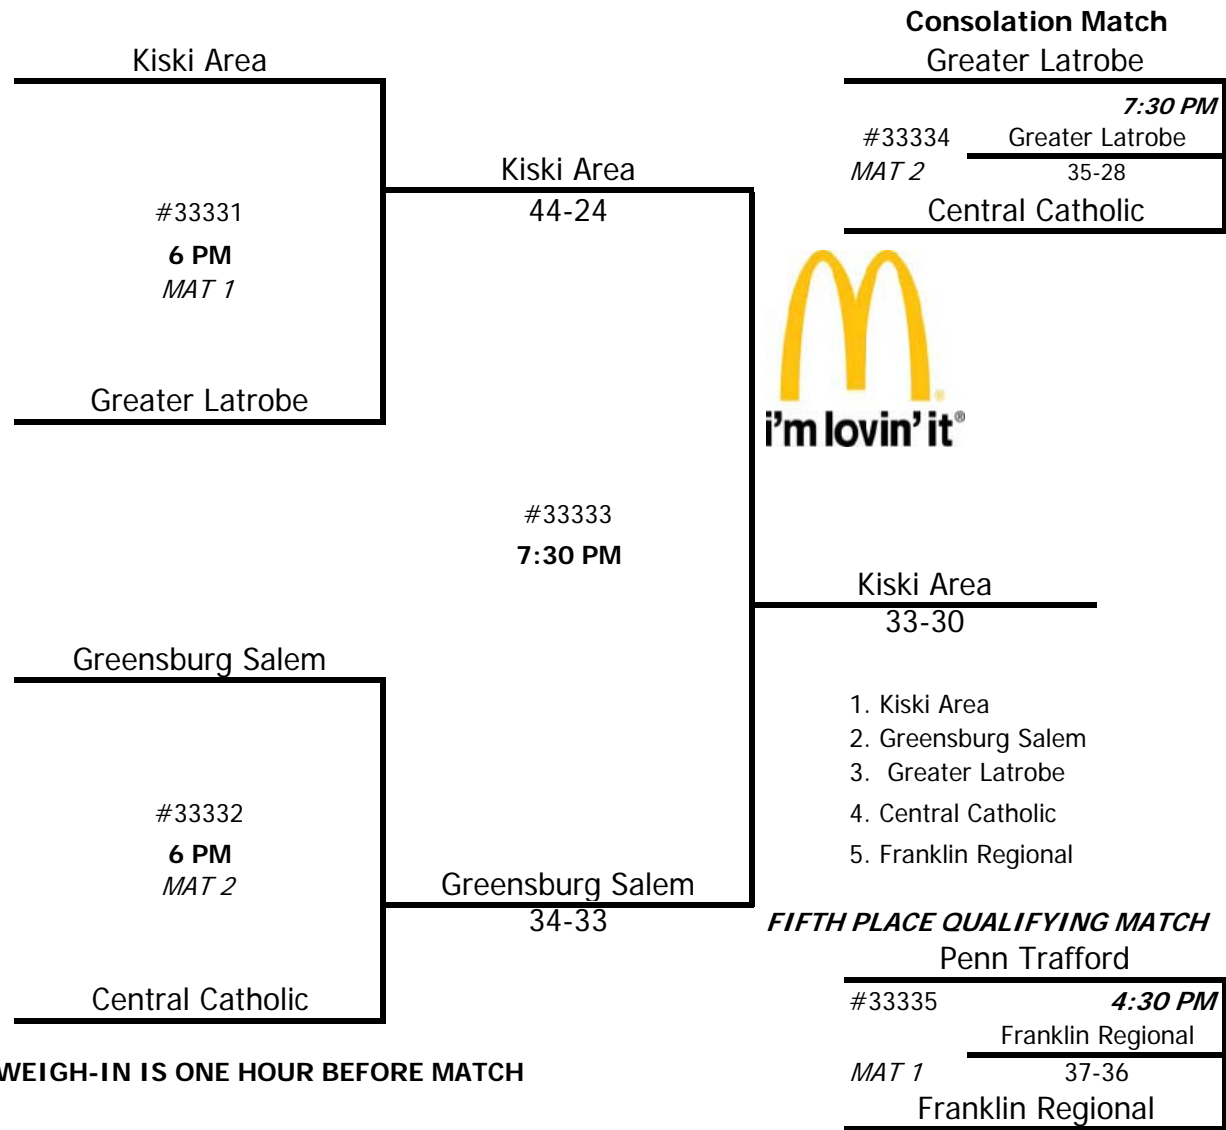 Consolation Match
Kiski Area
Greater Latrobe
7:30 PM
#33334
Greater Latrobe
MAT 2
35-28
Central Catholic
Kiski Area
44-24
#33331
6 PM
MAT 1
Greater Latrobe
i'm lovin' it®
#33333
7:30 PM
Kiski Area
33-30
Greensburg Salem
1. Kiski Area
2. Greensburg Salem
3. Greater Latrobe
4. Central Catholic
5. Franklin Regional
#33332
6 PM
MAT 2
Greensburg Salem
34-33
Central Catholic
FIFTH PLACE QUALIFYING MATCH
Penn Trafford
#33335
4:30 PM
Franklin Regional
MAT 1
37-36
Franklin Regional
WEIGH-IN IS ONE HOUR BEFORE MATCH